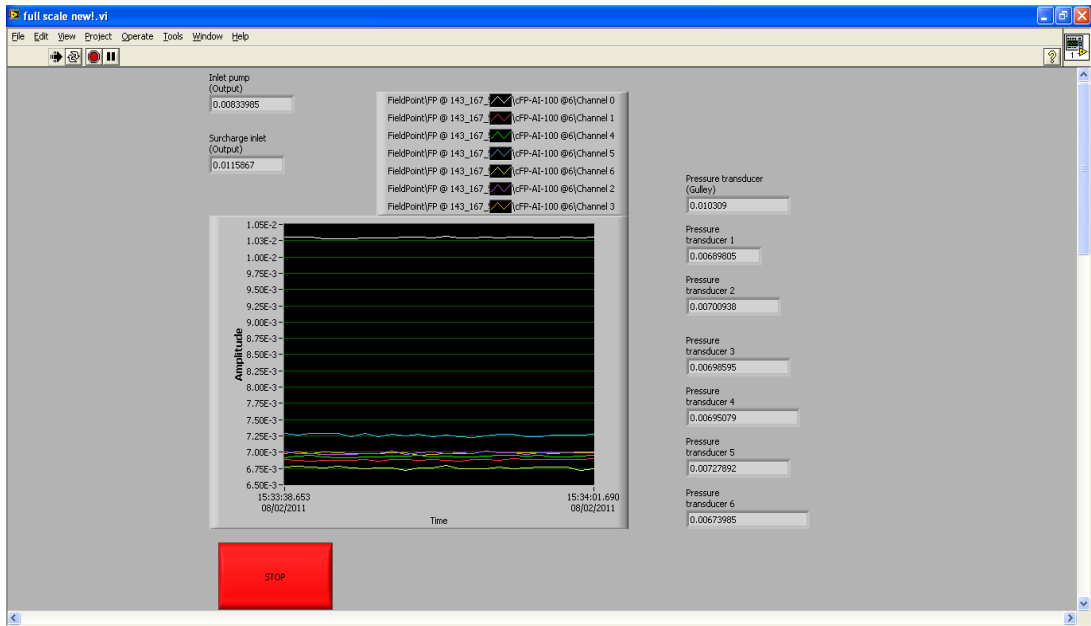 full scale new!.vi
File Edit View Project Operate Tools Window Help
?
1
Inlet pump
(Output)
0.00833985
Surcharge inlet
(Output)
0.0115867
FieldPoint\FP @ 143_167_ \cFP-AI-100 @6\Channel 0
FieldPoint\FP @ 143_167_ \cFP-AI-100 @6\Channel 1
FieldPoint\FP @ 143_167_ \cFP-AI-100 @6\Channel 4
FieldPoint\FP @ 143_167_ \cFP-AI-100 @6\Channel 5
FieldPoint\FP @ 143_167_ \cFP-AI-100 @6\Channel 6
FieldPoint\FP @ 143_167_ \cFP-AI-100 @6\Channel 2
FieldPoint\FP @ 143_167_ \cFP-AI-100 @6\Channel 3
Amplitude
1.05E-2
1.03E-2
1.00E-2
9.75E-3
9.50E-3
9.25E-3
9.00E-3
8.75E-3
8.50E-3
8.25E-3
8.00E-3
7.75E-3
7.50E-3
7.25E-3
7.00E-3
6.75E-3
6.50E-3
15:33:38.653
08/02/2011
15:34:01.690
08/02/2011
Time
Pressure transducer
(Gulley)
0.010309
Pressure
transducer 1
0.00689805
Pressure
transducer 2
0.00700938
Pressure
transducer 3
0.00698595
Pressure
transducer 4
0.00695079
Pressure
transducer 5
0.00727892
Pressure
transducer 6
0.00673985
STOP